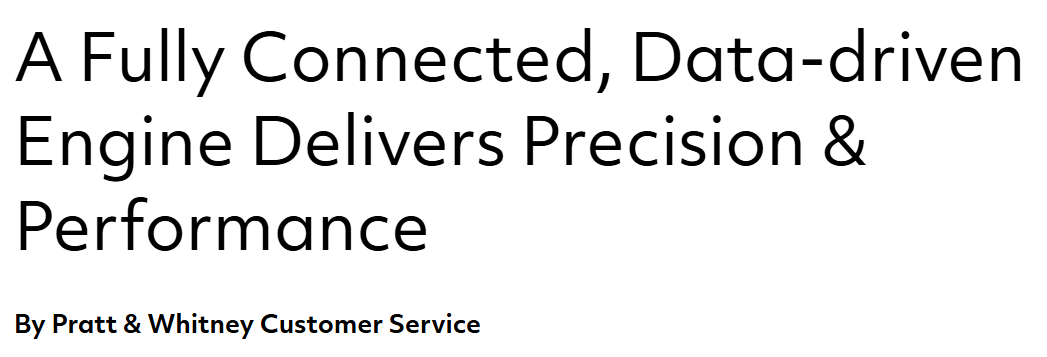 A Fully Connected, Data-driven
Engine Delivers Precision &
Performance
By Pratt & Whitney Customer Service